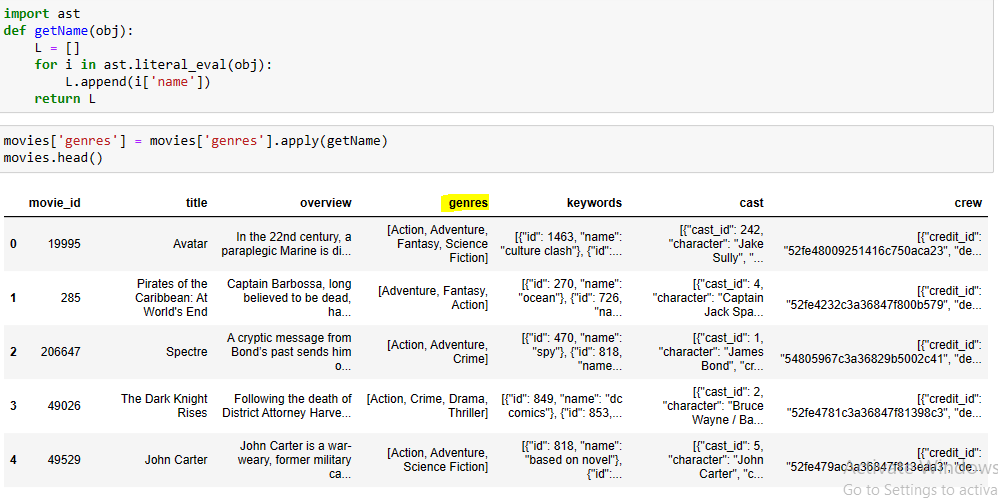 import ast
def getName(obj):
    L = []
    for i in ast.literal_eval(obj):
        L.append(i['name'])
    return L
movies['genres'] = movies['genres'].apply(getName)
movies.head()
movie_id title overview genres keywords cast crew
0 19995 Avatar In the 22nd century, a paraplegic Marine is di... [Action, Adventure, Fantasy, Science Fiction] [{"id": 1463, "name": "culture clash"}, {"id":... [{"cast_id": 242, "character": "Jake Sully", "... [{"credit_id": "52fe48009251416c750aca23", "de...
1 285 Pirates of the Caribbean: At World's End Captain Barbossa, long believed to be dead, ha... [Adventure, Fantasy, Action] [{"id": 270, "name": "ocean"}, {"id": 726, "na... [{"cast_id": 4, "character": "Captain Jack Spa... [{"credit_id": "52fe4232c3a36847f800b579", "de...
2 206647 Spectre A cryptic message from Bond's past sends him o... [Action, Adventure, Crime] [{"id": 470, "name": "spy"}, {"id": 818, "name... [{"cast_id": 1, "character": "James Bond", "cr... [{"credit_id": "54805967c3a36829b5002c41", "de...
3 49026 The Dark Knight Rises Following the death of District Attorney Harve... [Action, Crime, Drama, Thriller] [{"id": 849, "name": "dc comics"}, {"id": 853,... [{"cast_id": 2, "character": "Bruce Wayne / Ba... [{"credit_id": "52fe4781c3a36847f81398c3", "de...
4 49529 John Carter John Carter is a war-weary, former military ca... [Action, Adventure, Science Fiction] [{"id": 818, "name": "based on novel"}, {"id":... [{"cast_id": 5, "character": "John Carter", "c... [{"credit_id": "52fe479ac3a36847f813eaa3", "de...
Activate Windows
Go to Settings to activa